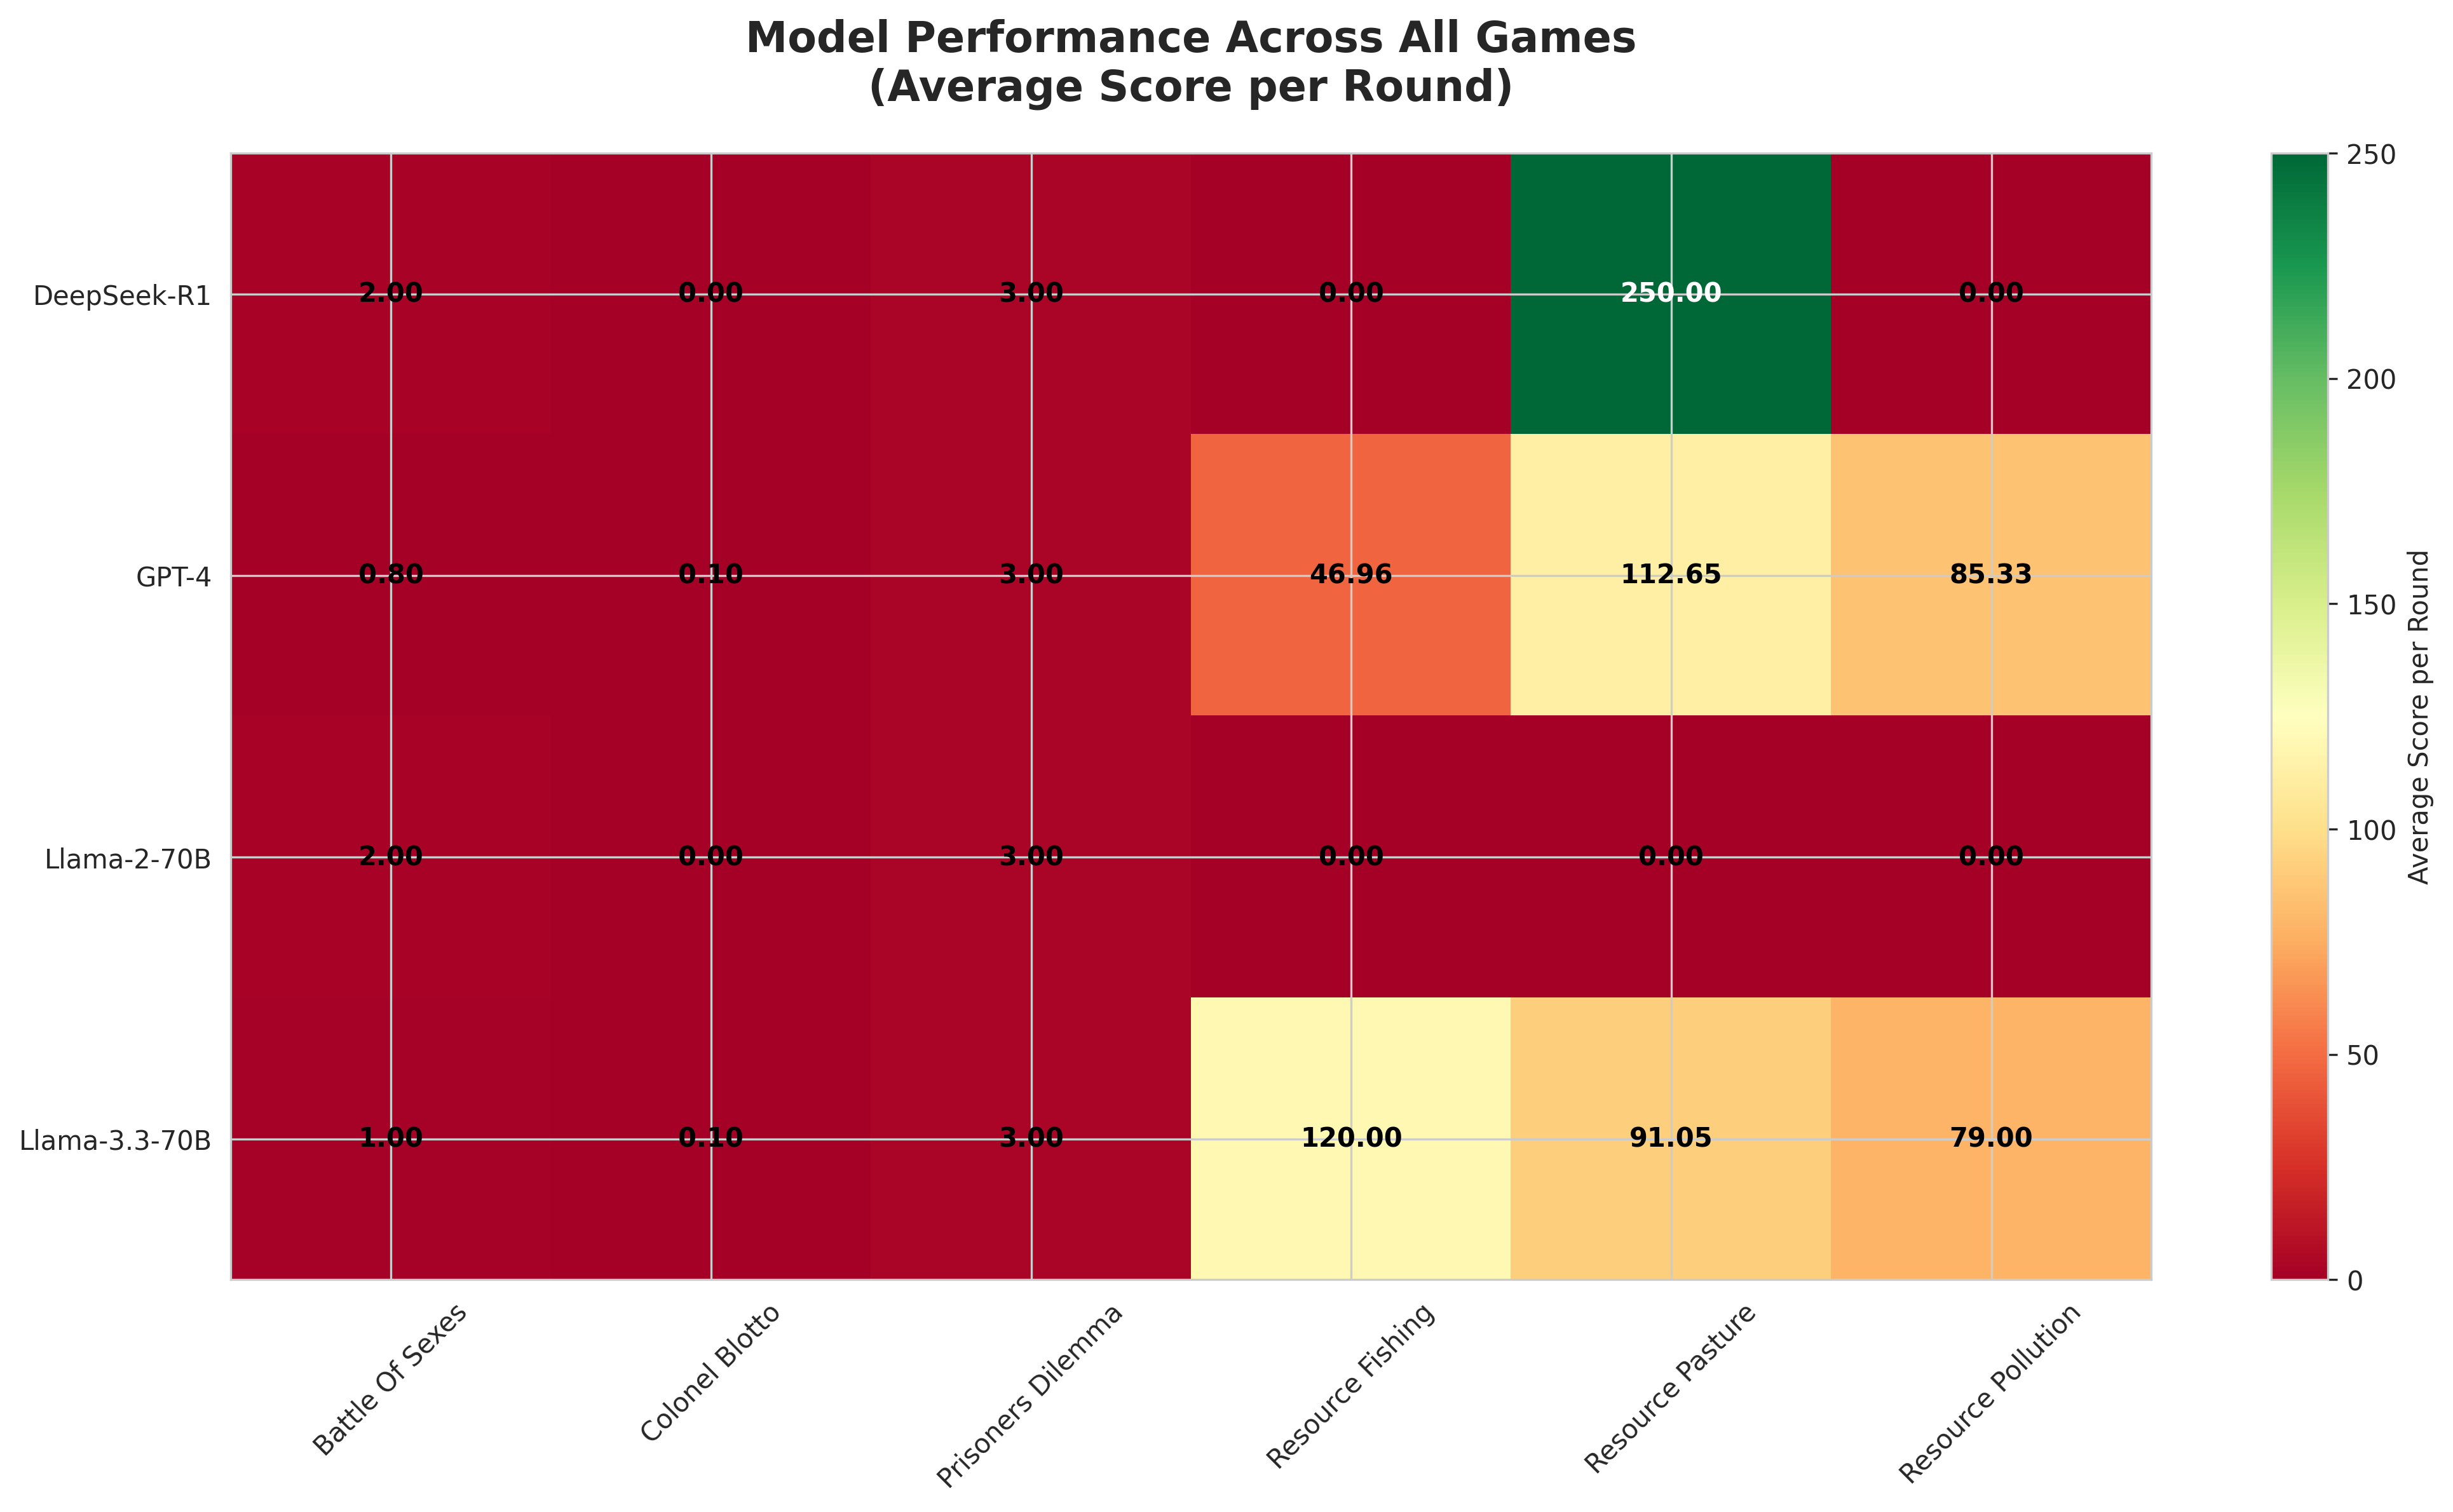 Model Performance Across All Games
(Average Score per Round)
DeepSeek-R1
2.00 0.00 3.00 0.00 250.00 0.00
GPT-4
0.80 0.10 3.00 46.96 112.65 85.33
Llama-2-70B
2.00 0.00 3.00 0.00 0.00 0.00
Llama-3.3-70B
1.00 0.10 3.00 120.00 91.05 79.00
Battle Of Sexes
Colonel Blotto
Prisoners Dilemma
Resource Fishing
Resource Pasture
Resource Pollution
250
200
150
100
50
0
Average Score per Round